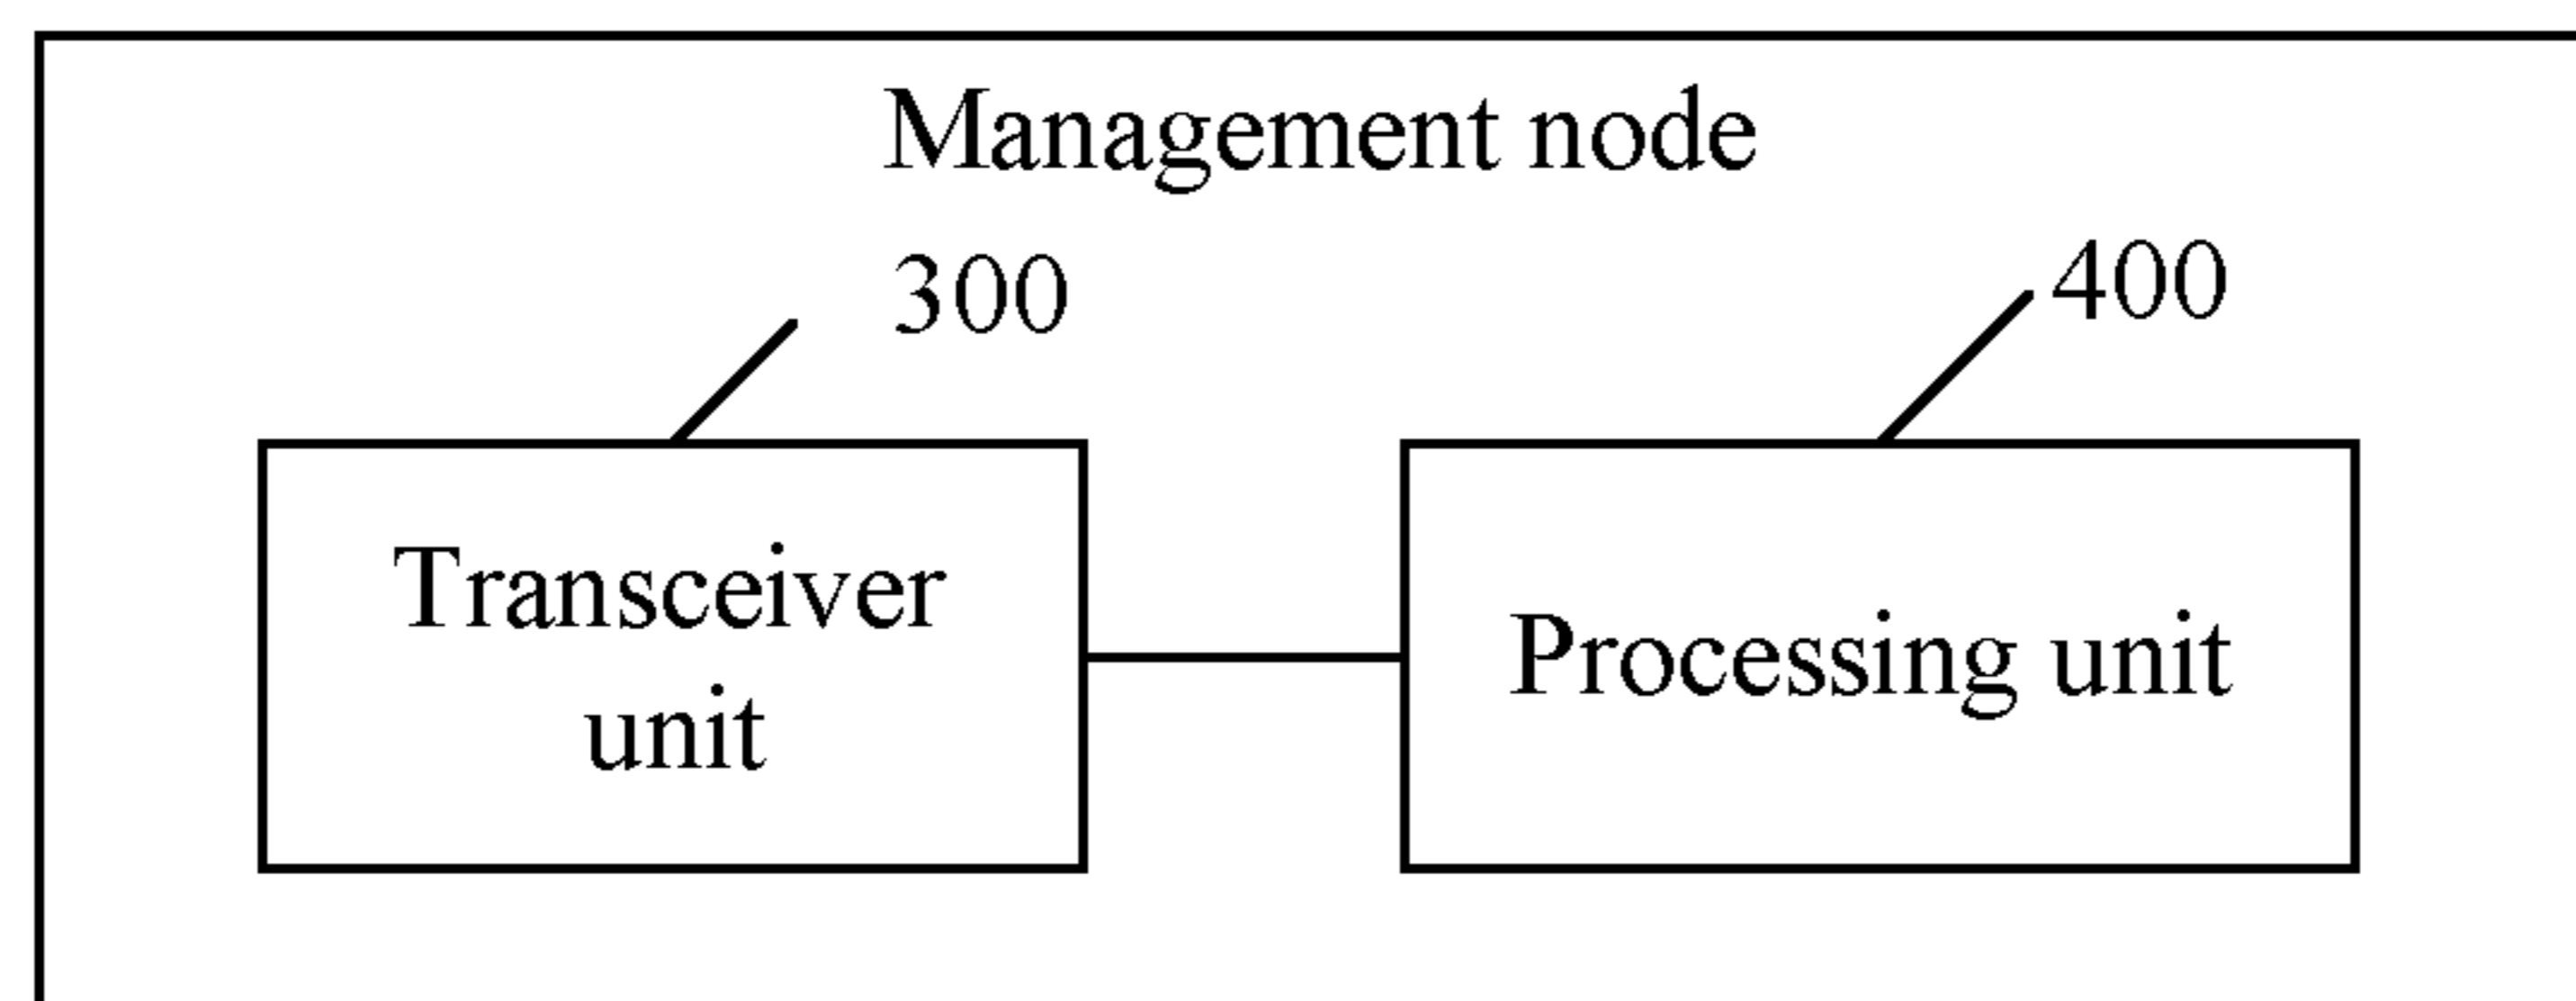 Management node
300
400
Transceiver
unit
Processing unit